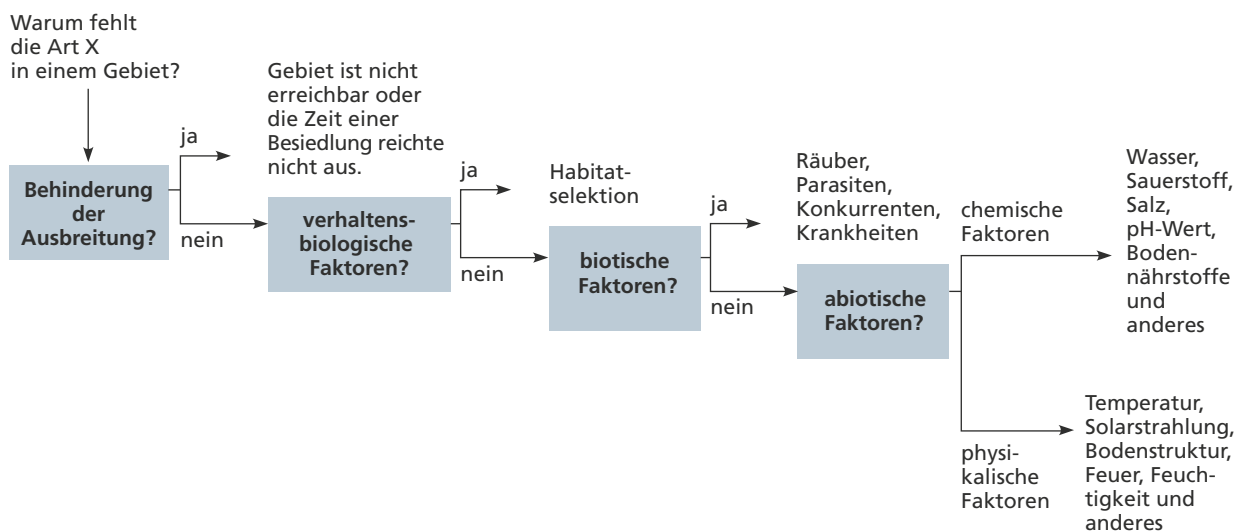 Warum fehlt
die Art X
in einem Gebiet?
Behinderung
der
Ausbreitung?
ja
nein
Gebiet ist nicht
erreichbar oder
die Zeit einer
Besiedlung reichte
nicht aus.
verhaltens-
biologische
Faktoren?
ja
nein
Habitat-
selektion
biotische
Faktoren?
ja
nein
Räuber,
Parasiten,
Konkurrenten,
Krankheiten
abiotische
Faktoren?
chemische
Faktoren
Wasser,
Sauerstoff,
Salz,
pH-Wert,
Boden-
nährstoffe
und
anderes
physi-
kalische
Faktoren
Temperatur,
Solarstrahlung,
Bodenstruktur,
Feuer, Feuch-
tigkeit und
anderes